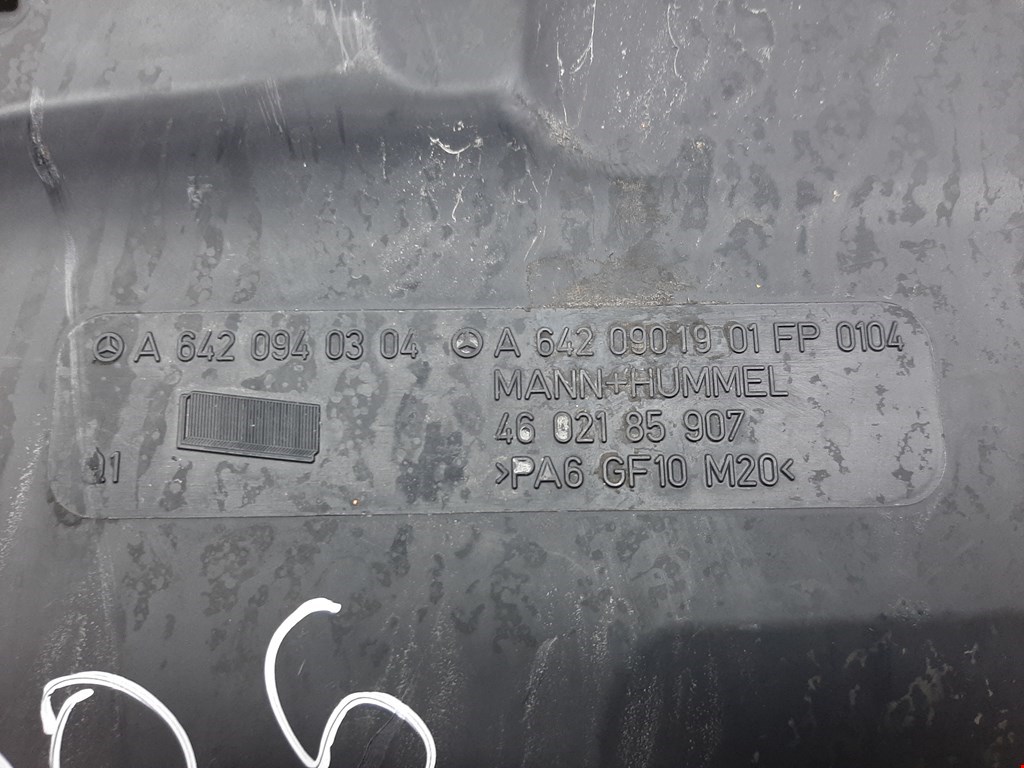 A 642 094 03 04 A 642 090 19 01 FP 0104
MANN+HUMMEL
46 021 85 907
>PA6 GF10 M20<